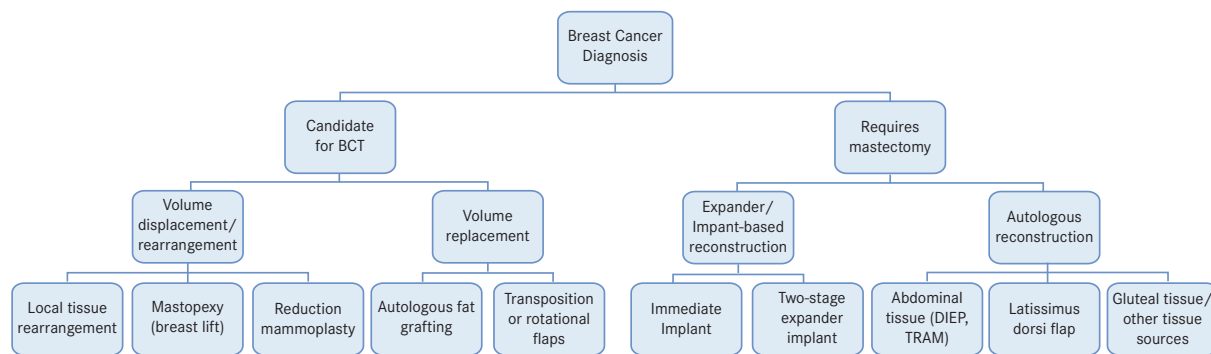 Breast Cancer
Diagnosis
Candidate
for BCT
Requires
mastectomy
Volume
displacement/
rearrangement
Volume
replacement
Expander/
Impant-based
reconstruction
Autologous
reconstruction
Local tissue
rearrangement
Mastopexy
(breast lift)
Reduction
mammoplasty
Autologous fat
grafting
Transposition
or rotational
flaps
Immediate
Implant
Two-stage
expander
implant
Abdominal
tissue (DIEP,
TRAM)
Latissimus
dorsi flap
Gluteal tissue/
other tissue
sources